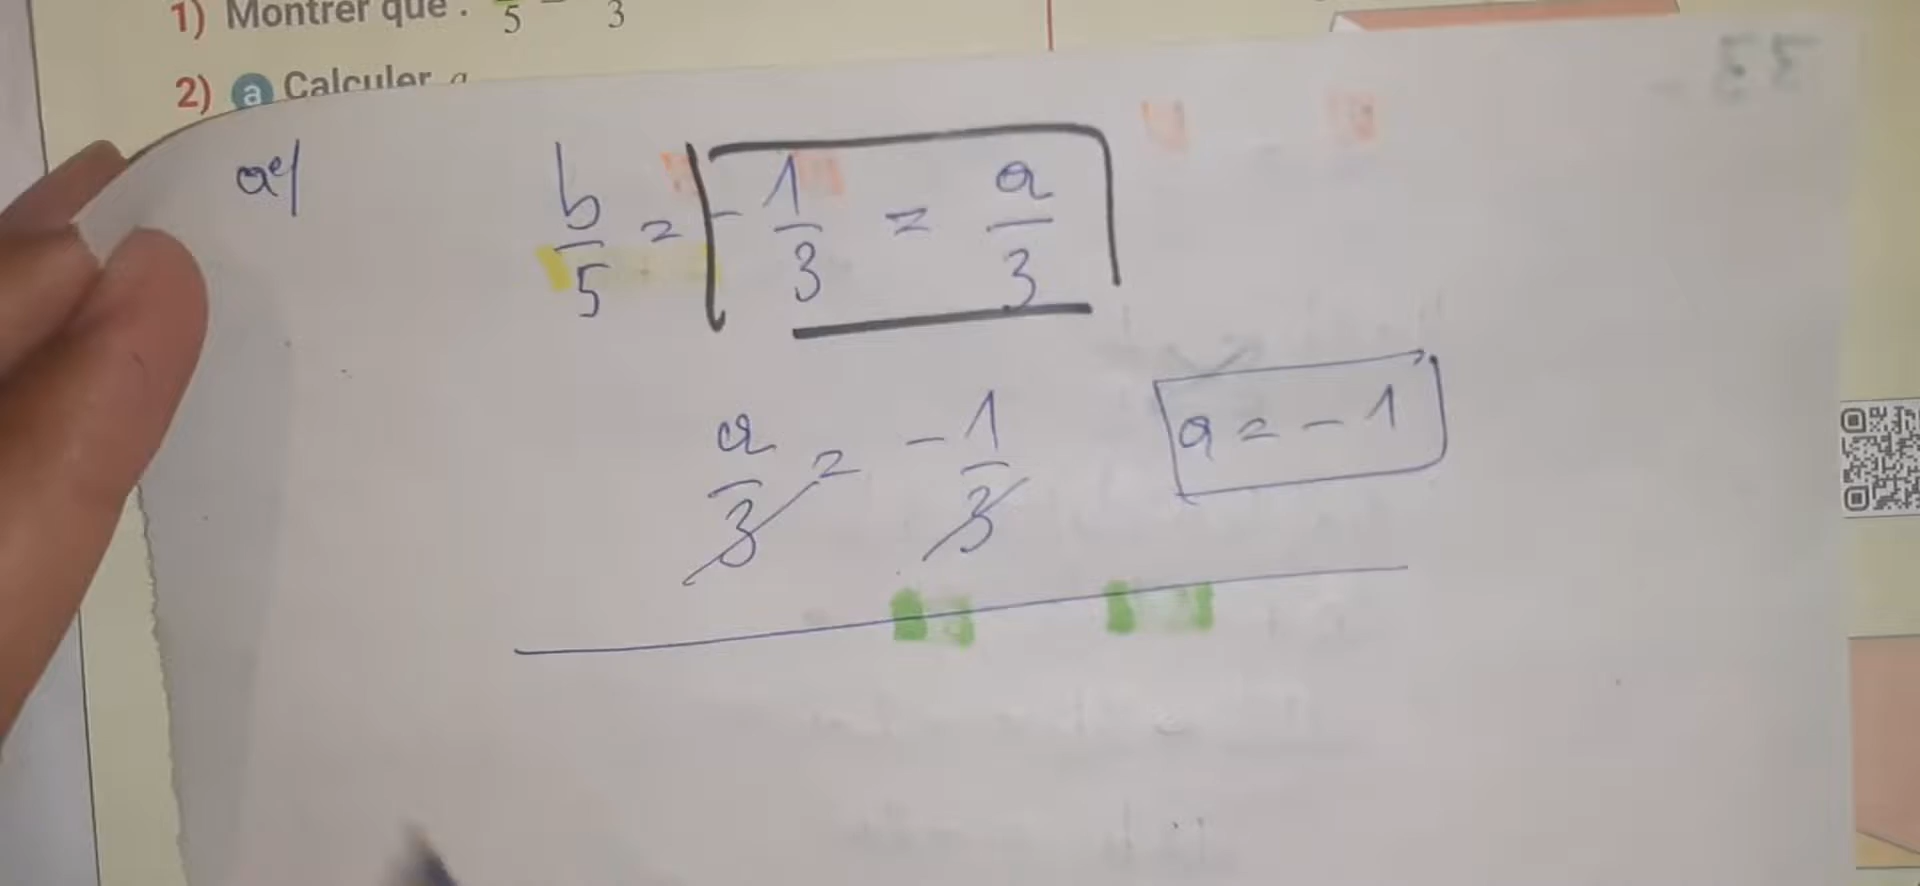 1) Montrer que : 5 = 3
2) a Calculer a
a)
b/5 = -1/3 = a/3
a/3 = -1/3
a = -1